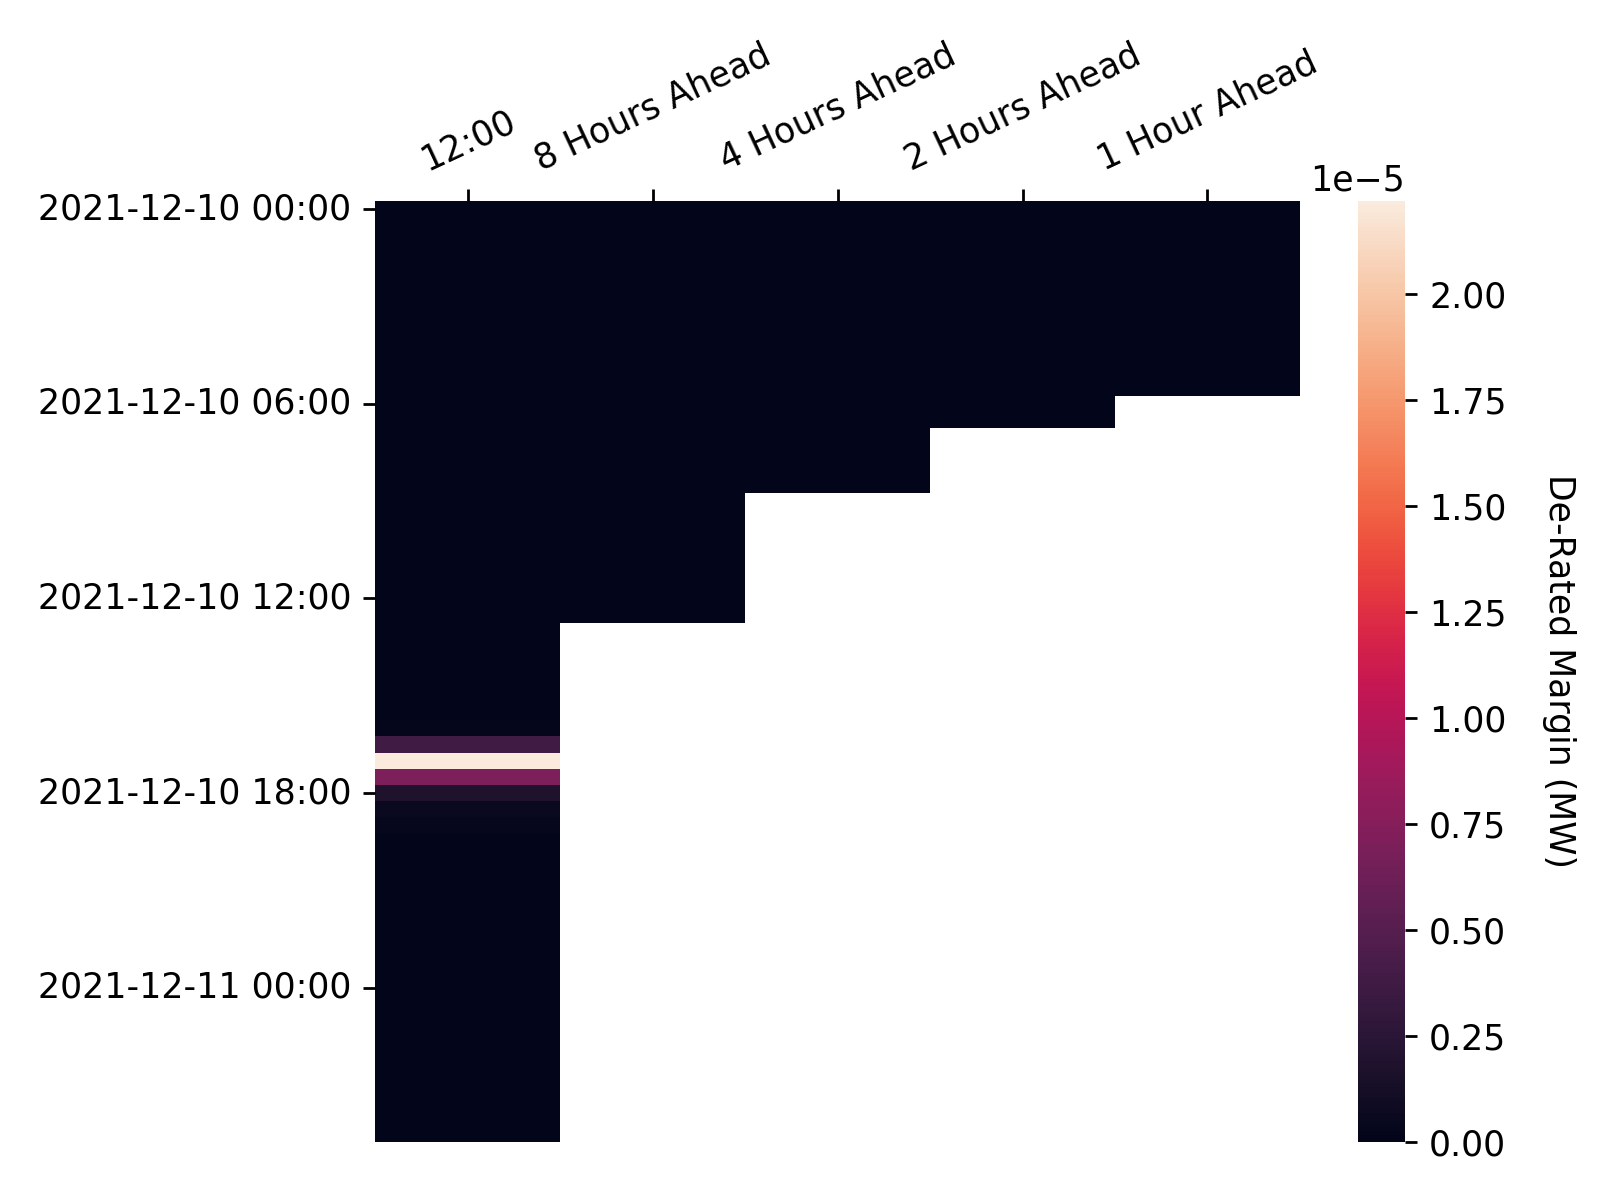 12:00
8 Hours Ahead
4 Hours Ahead
2 Hours Ahead
1 Hour Ahead
1e−5
2021-12-10 00:00
2021-12-10 06:00
2021-12-10 12:00
2021-12-10 18:00
2021-12-11 00:00
2.00
1.75
1.50
1.25
1.00
0.75
0.50
0.25
0.00
De-Rated Margin (MW)